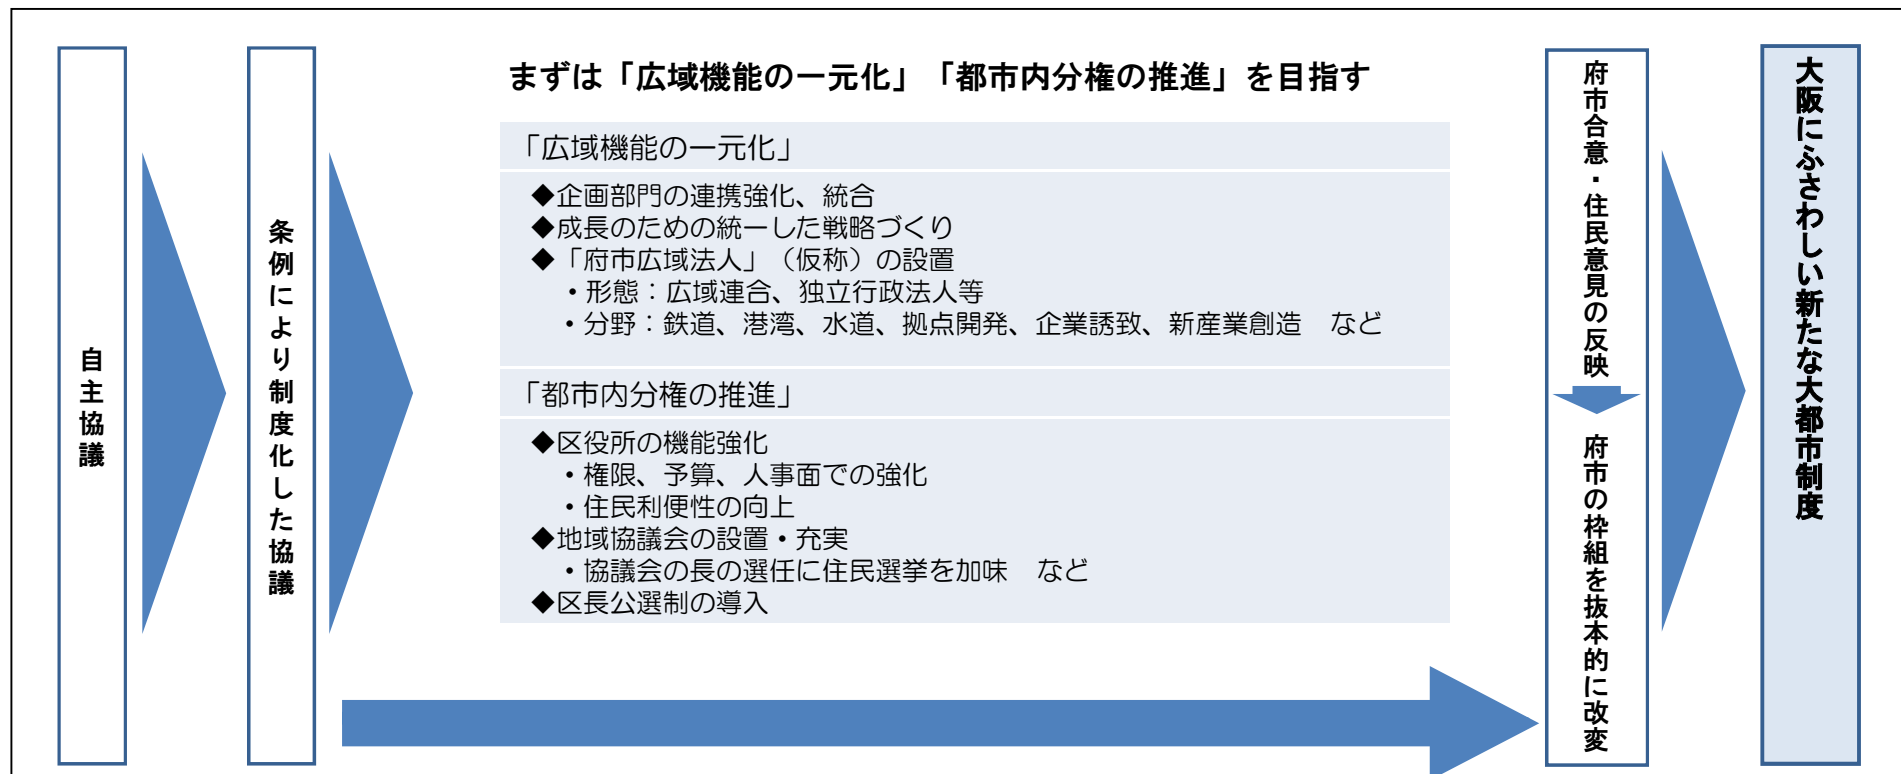 自主協議
条例により制度化した協議
まずは「広域機能の一元化」「都市内分権の推進」を目指す
「広域機能の一元化」
◆企画部門の連携強化、統合
◆成長のための統一した戦略づくり
◆「府市広域法人」（仮称）の設置
・形態：広域連合、独立行政法人等
・分野：鉄道、港湾、水道、拠点開発、企業誘致、新産業創造　など
「都市内分権の推進」
◆区役所の機能強化
・権限、予算、人事面での強化
・住民利便性の向上
◆地域協議会の設置・充実
・協議会の長の選任に住民選挙を加味　など
◆区長公選制の導入
府市合意・住民意見の反映
府市の枠組を抜本的に改変
大阪にふさわしい新たな大都市制度